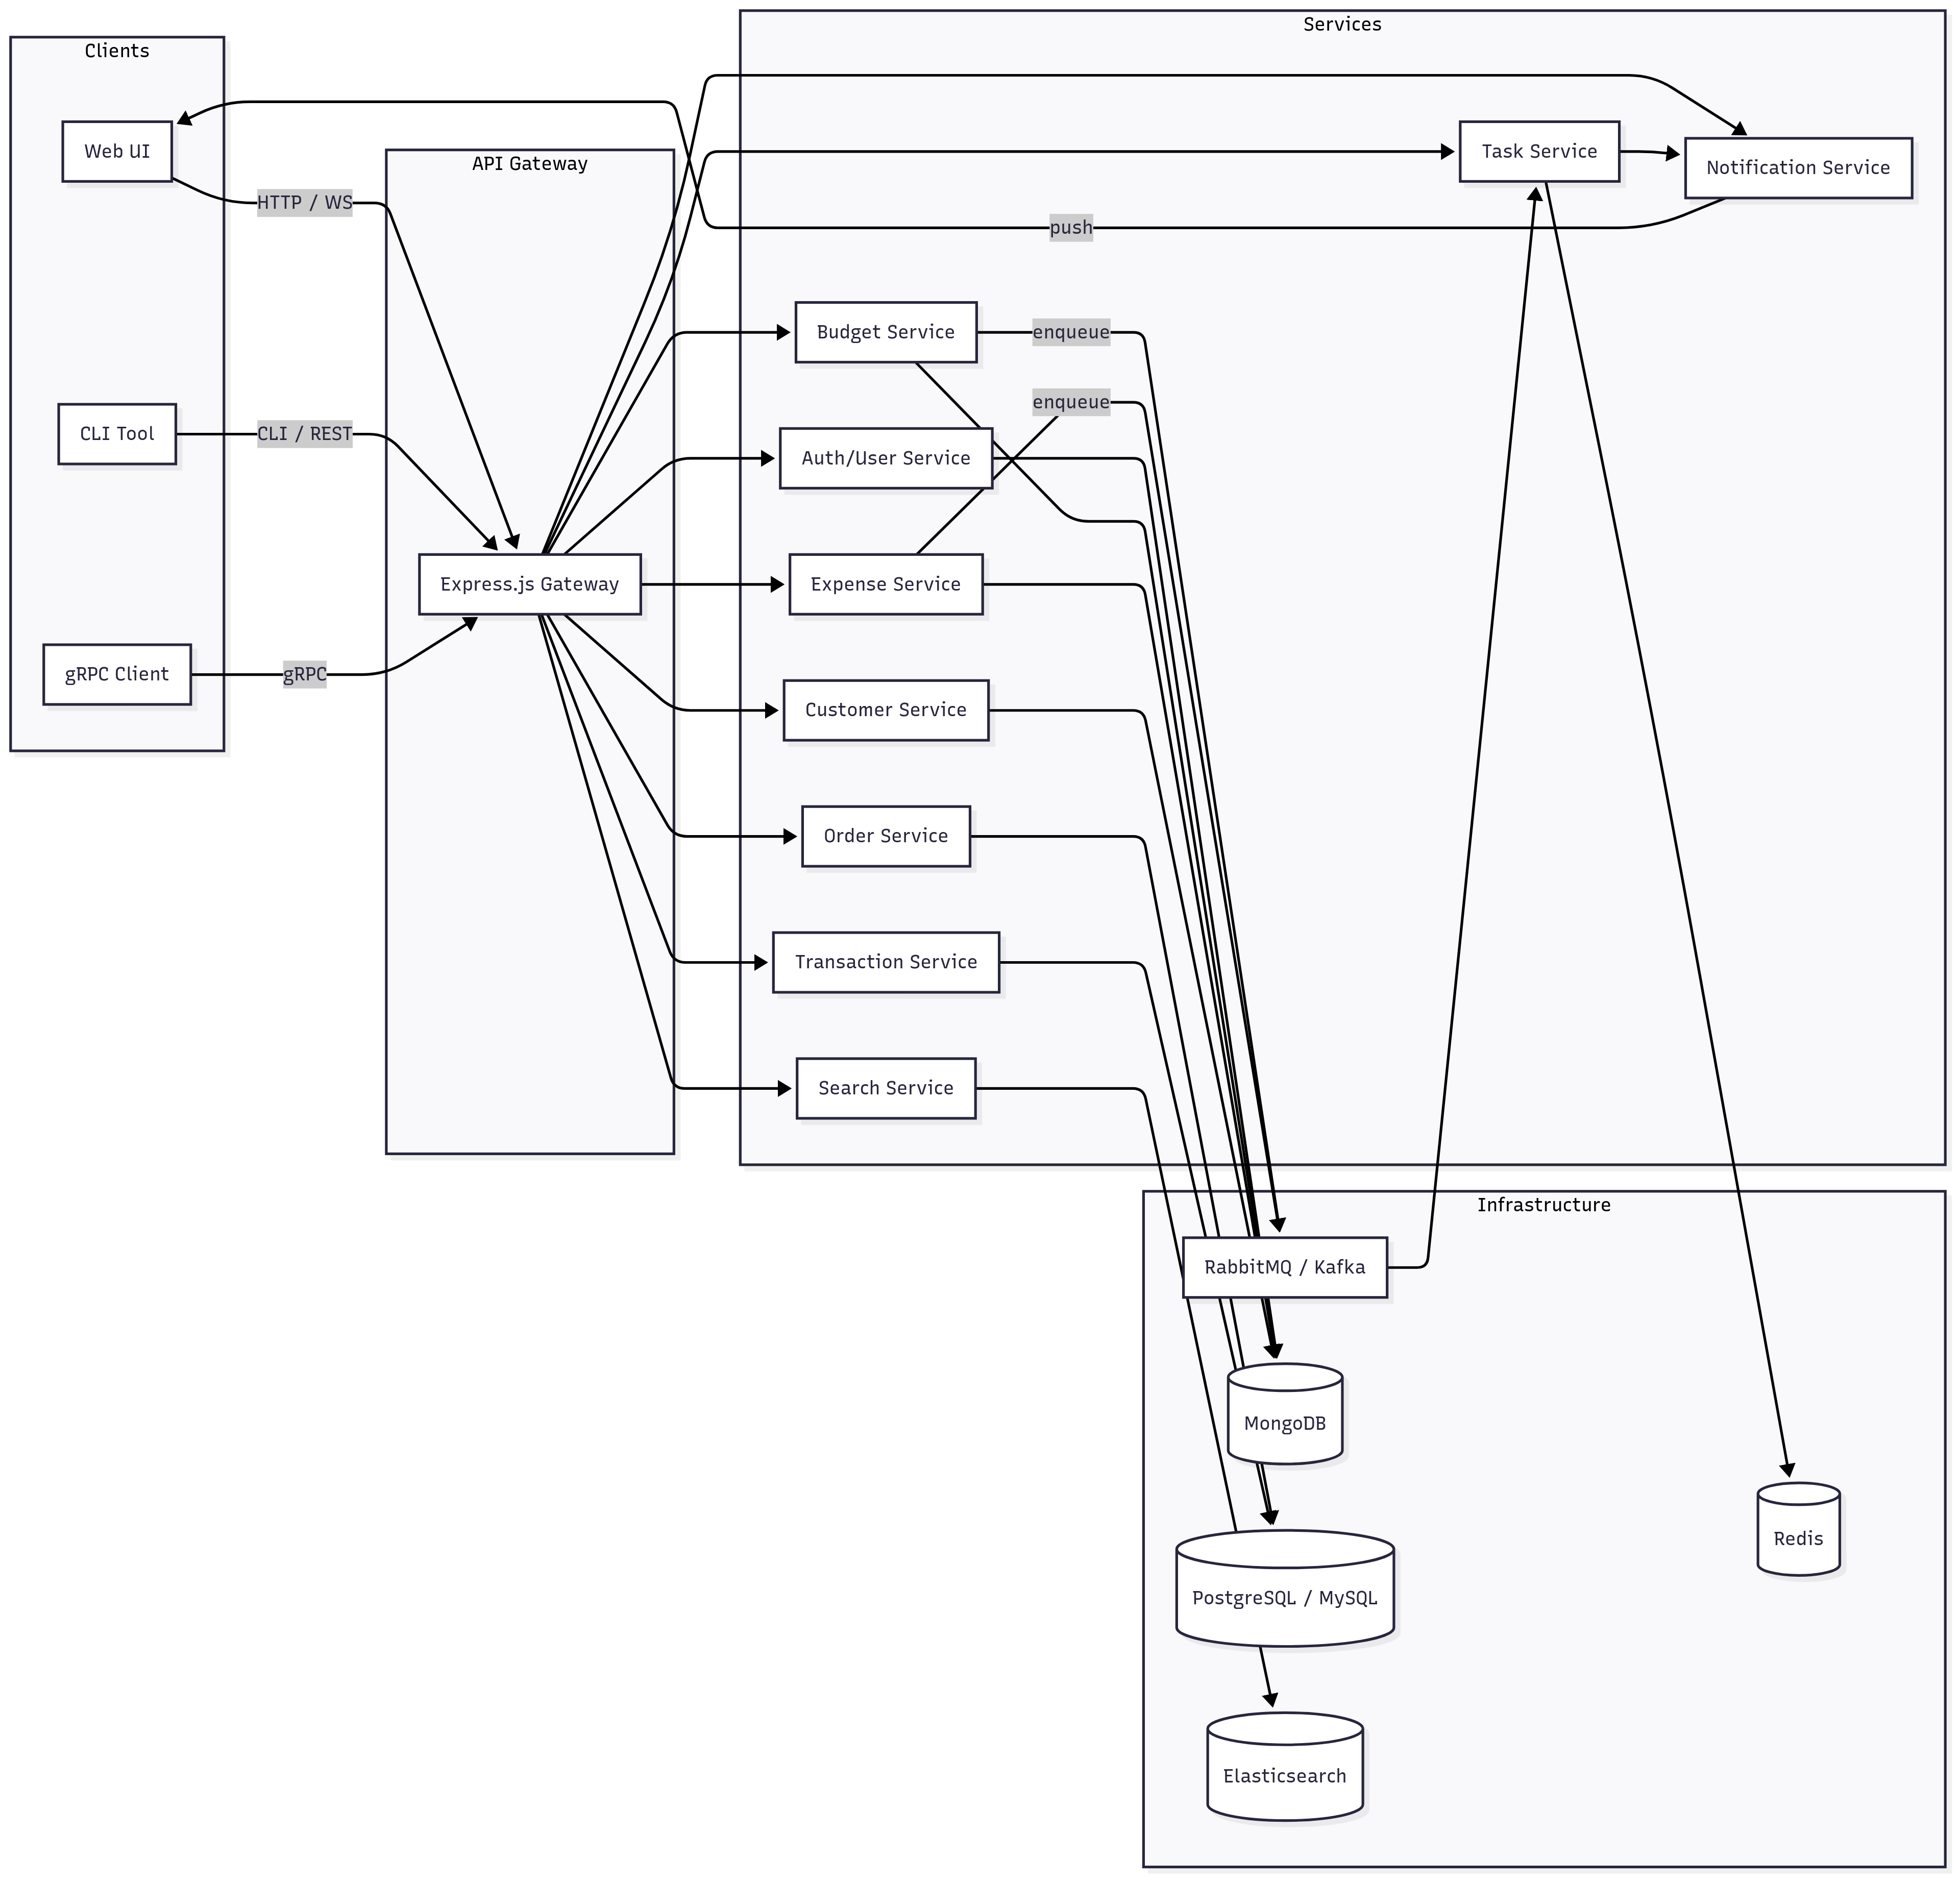 Clients
Web UI
CLI Tool
gRPC Client
HTTP / WS
CLI / REST
gRPC
API Gateway
Express.js Gateway
Services
Task Service
Notification Service
push
Budget Service
enqueue
enqueue
Auth/User Service
Expense Service
Customer Service
Order Service
Transaction Service
Search Service
Infrastructure
RabbitMQ / Kafka
MongoDB
Redis
PostgreSQL / MySQL
Elasticsearch